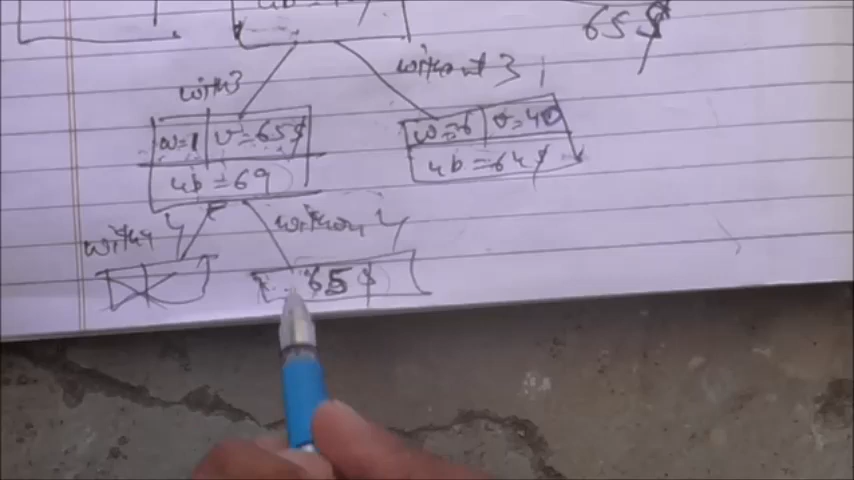 65$
with 3
without 3
w=1 v=65$
ub=69
w=6 v=40
ub=64$
with 4
without 4
65$